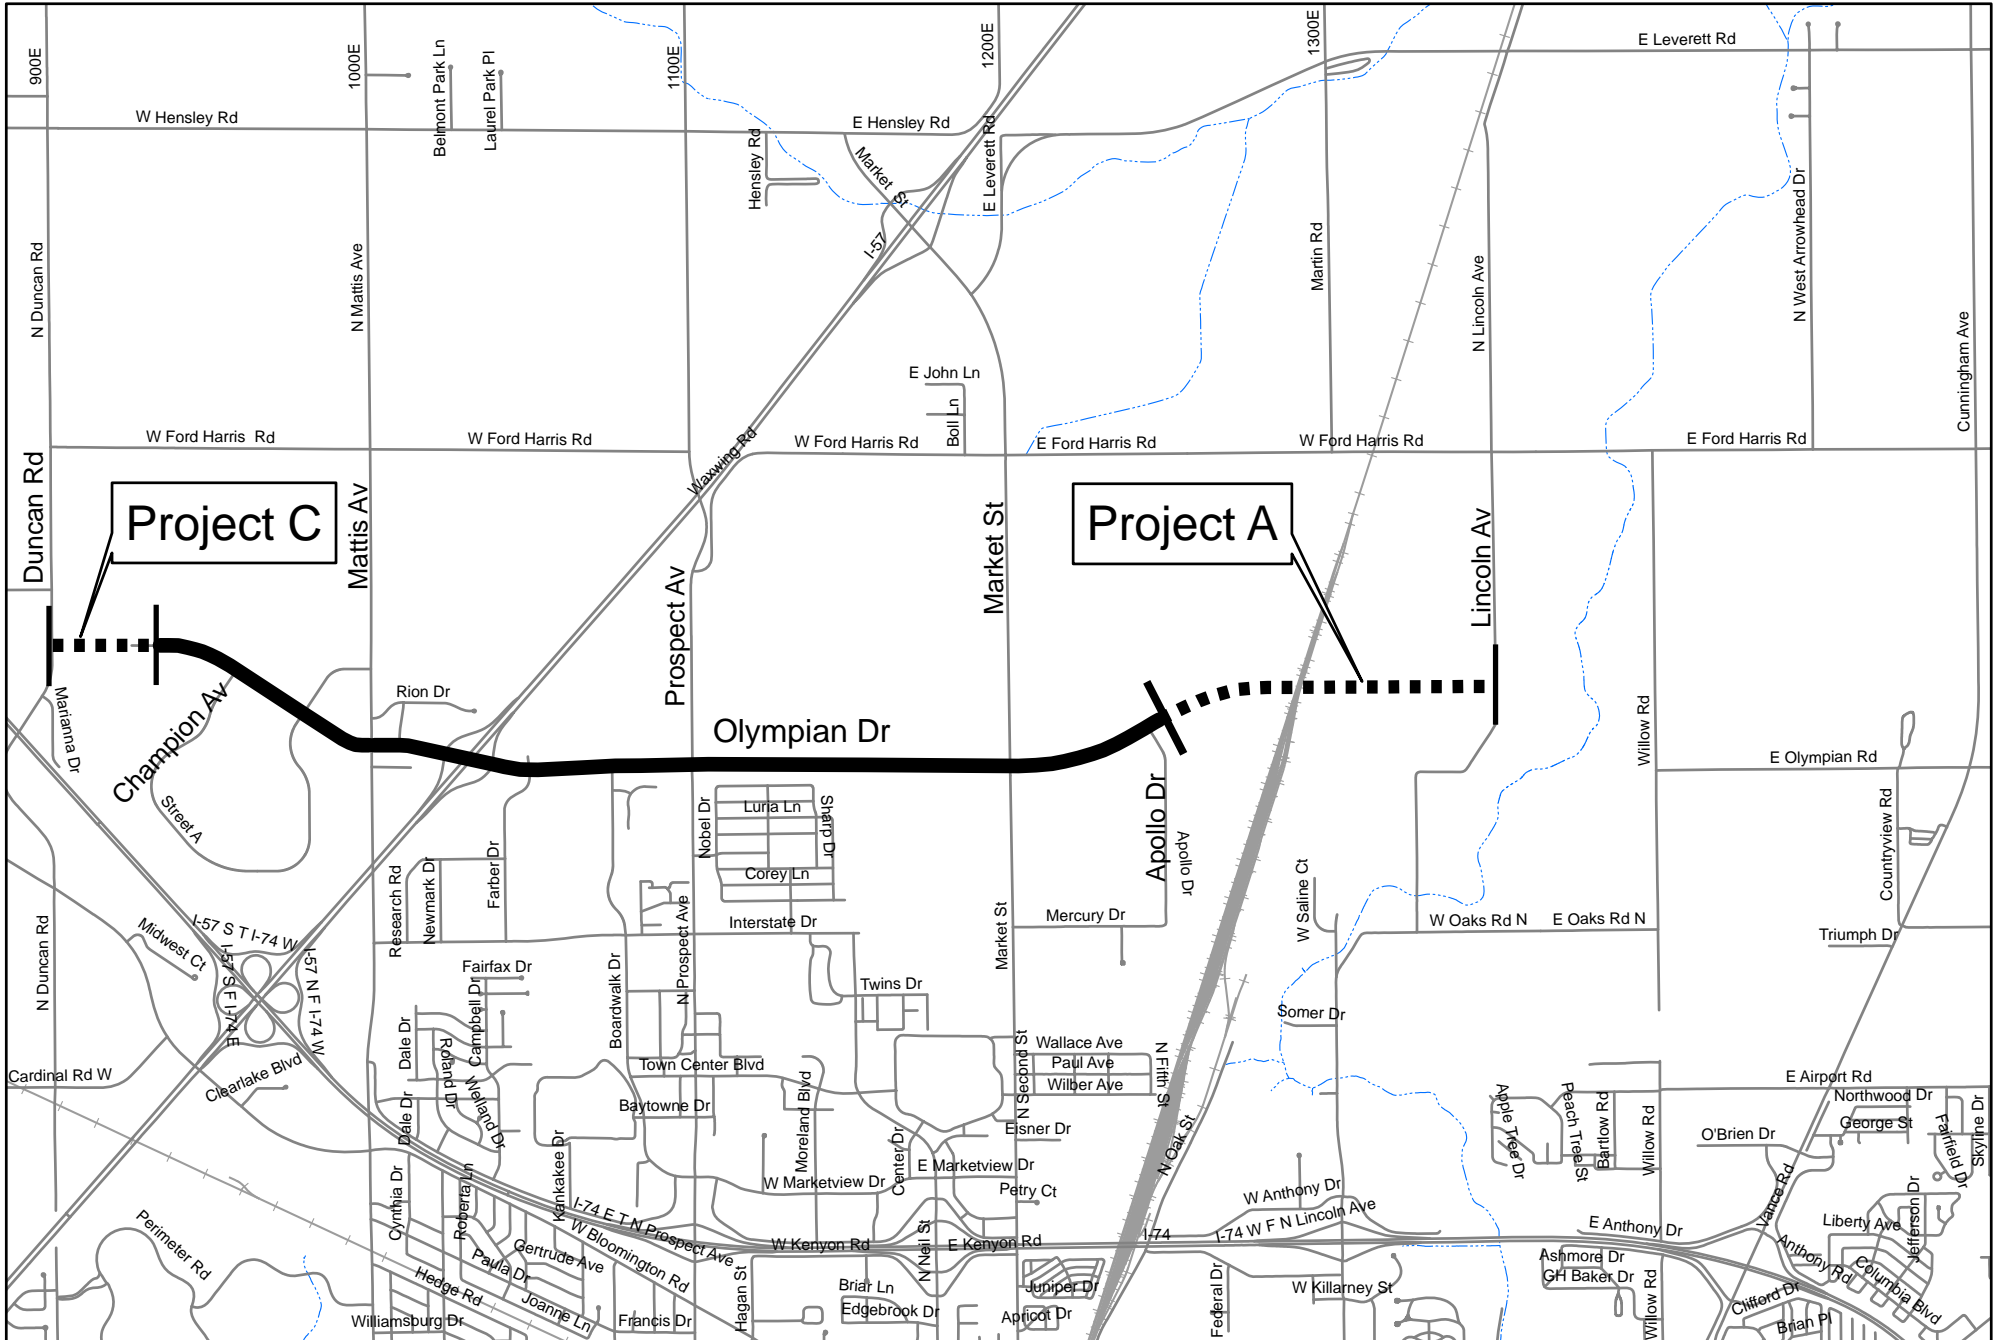 900E
1000E
1100E
1200E
1300E
E Leverett Rd
Belmont Park Ln
Laurel Park Pl
W Hensley Rd
E Hensley Rd
Hensley Rd
Market St
E Leverett Rd
I-57
N Duncan Rd
N Mattis Ave
Martin Rd
N Lincoln Ave
N West Arrowhead Dr
Cunningham Ave
E John Ln
Boll Ln
W Ford Harris Rd
W Ford Harris Rd
W Ford Harris Rd
E Ford Harris Rd
W Ford Harris Rd
E Ford Harris Rd
Waxwing Rd
Duncan Rd
Project C
Mattis Av
Market St
Project A
Lincoln Av
Prospect Av
Marianna Dr
Champion Av
Rion Dr
Olympian Dr
Willow Rd
E Olympian Rd
Street A
Nobel Dr
Luria Ln
Sharp Dr
Apollo Dr
Apollo Dr
Countryview Rd
Corey Ln
Research Rd
Newmark Dr
Farber Dr
Interstate Dr
Mercury Dr
W Saline Ct
W Oaks Rd N
E Oaks Rd N
Triumph Dr
N Duncan Rd
Midwest Ct
I-57 S T I-74 W
I-57 S F I-74 E
I-57 N F I-74 W
Fairfax Dr
Campbell Dr
Boardwalk Dr
N Prospect Ave
Market St
Twins Dr
Somer Dr
Dale Dr
Roland Dr
Welland Dr
Town Center Blvd
Wallace Ave
Paul Ave
Wilber Ave
N Second St
N Fifth St
Cardinal Rd W
Clearlake Blvd
E Airport Rd
Dale Dr
Baytowne Dr
Moreland Blvd
Eisner Dr
N Oak St
Apple Tree Dr
Peach Tree St
Bartlow Rd
Willow Rd
O'Brien Dr
Northwood Dr
George St
Fairfield Dr
Skyline Dr
Cynthia Dr
Roberta Ln
Kankakee Dr
W Marketview Dr
Center Dr
E Marketview Dr
Petry Ct
W Anthony Dr
Vance Rd
Jefferson Dr
Perimeter Rd
I-74 E T N Prospect Ave
W Bloomington Rd
W Kenyon Rd
N Neil St
E Kenyon Rd
I-74
I-74 W F N Lincoln Ave
E Anthony Dr
Liberty Ave
Anthony Rd
Columbia Blvd
Gertrude Ave
Paula Dr
Hedge Rd
Joanne Ln
Williamsburg Dr
Francis Dr
Hagan St
Briar Ln
Edgebrook Dr
Juniper Dr
Apricot Dr
Federal Dr
W Killarney St
Ashmore Dr
GH Baker Dr
Willow Rd
Clifford Dr
Brian Pl